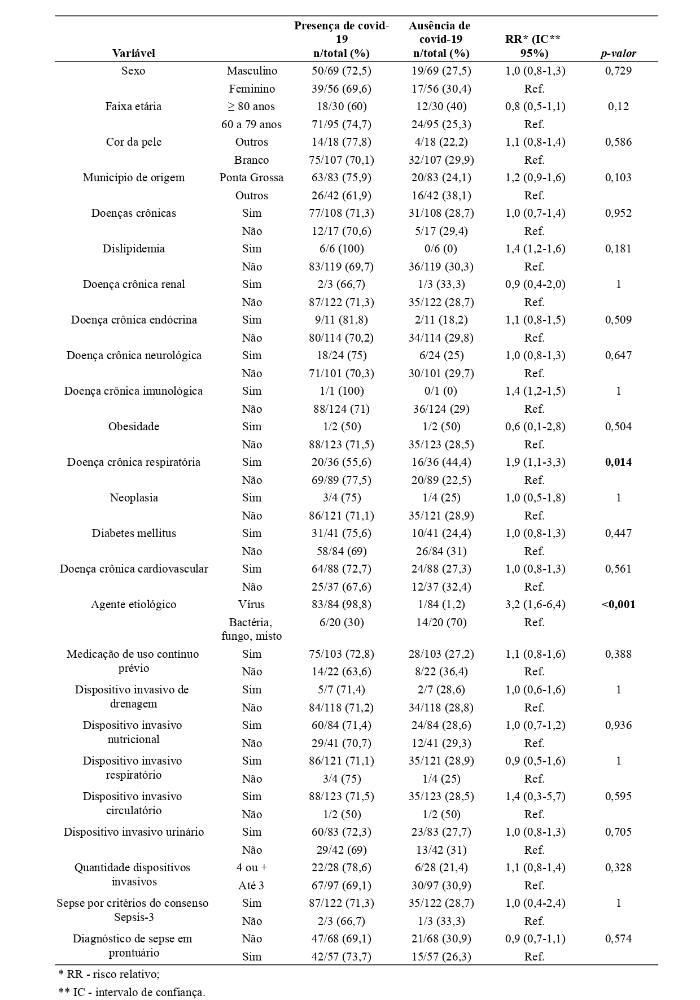 Variável Presença de covid-19 n/total (%) Ausência de covid-19 n/total (%) RR* (IC** 95%) p-valor
Sexo Masculino 50/69 (72,5) 19/69 (27,5) 1,0 (0,8-1,3) 0,729
Feminino 39/56 (69,6) 17/56 (30,4) Ref.
Faixa etária ≥ 80 anos 18/30 (60) 12/30 (40) 0,8 (0,5-1,1) 0,12
60 a 79 anos 71/95 (74,7) 24/95 (25,3) Ref.
Cor da pele Outros 14/18 (77,8) 4/18 (22,2) 1,1 (0,8-1,4) 0,586
Branco 75/107 (70,1) 32/107 (29,9) Ref.
Município de origem Ponta Grossa 63/83 (75,9) 20/83 (24,1) 1,2 (0,9-1,6) 0,103
Outros 26/42 (61,9) 16/42 (38,1) Ref.
Doenças crônicas Sim 77/108 (71,3) 31/108 (28,7) 1,0 (0,7-1,4) 0,952
Não 12/17 (70,6) 5/17 (29,4) Ref.
Dislipidemia Sim 6/6 (100) 0/6 (0) 1,4 (1,2-1,6) 0,181
Não 83/119 (69,7) 36/119 (30,3) Ref.
Doença crônica renal Sim 2/3 (66,7) 1/3 (33,3) 0,9 (0,4-2,0) 1
Não 87/122 (71,3) 35/122 (28,7) Ref.
Doença crônica endócrina Sim 9/11 (81,8) 2/11 (18,2) 1,1 (0,8-1,5) 0,509
Não 80/114 (70,2) 34/114 (29,8) Ref.
Doença crônica neurológica Sim 18/24 (75) 6/24 (25) 1,0 (0,8-1,3) 0,647
Não 71/101 (70,3) 30/101 (29,7) Ref.
Doença crônica imunológica Sim 1/1 (100) 0/1 (0) 1,4 (1,2-1,5) 1
Não 88/124 (71) 36/124 (29) Ref.
Obesidade Sim 1/2 (50) 1/2 (50) 0,6 (0,1-2,8) 0,504
Não 88/123 (71,5) 35/123 (28,5) Ref.
Doença crônica respiratória Sim 20/36 (55,6) 16/36 (44,4) 1,9 (1,1-3,3) 0,014
Não 69/89 (77,5) 20/89 (22,5) Ref.
Neoplasia Sim 3/4 (75) 1/4 (25) 1,0 (0,5-1,8) 1
Não 86/121 (71,1) 35/121 (28,9) Ref.
Diabetes mellitus Sim 31/41 (75,6) 10/41 (24,4) 1,0 (0,8-1,3) 0,447
Não 58/84 (69) 26/84 (31) Ref.
Doença crônica cardiovascular Sim 64/88 (72,7) 24/88 (27,3) 1,0 (0,8-1,3) 0,561
Não 25/37 (67,6) 12/37 (32,4) Ref.
Agente etiológico Vírus 83/84 (98,8) 1/84 (1,2) 3,2 (1,6-6,4) <0,001
Bactéria, fungo, misto 6/20 (30) 14/20 (70) Ref.
Medicação de uso contínuo prévio Sim 75/103 (72,8) 28/103 (27,2) 1,1 (0,8-1,6) 0,388
Não 14/22 (63,6) 8/22 (36,4) Ref.
Dispositivo invasivo de drenagem Sim 5/7 (71,4) 2/7 (28,6) 1,0 (0,6-1,6) 1
Não 84/118 (71,2) 34/118 (28,8) Ref.
Dispositivo invasivo nutricional Sim 60/84 (71,4) 24/84 (28,6) 1,0 (0,7-1,2) 0,936
Não 29/41 (70,7) 12/41 (29,3) Ref.
Dispositivo invasivo respiratório Sim 86/121 (71,1) 35/121 (28,9) 0,9 (0,5-1,6) 1
Não 3/4 (75) 1/4 (25) Ref.
Dispositivo invasivo circulatório Sim 88/123 (71,5) 35/123 (28,5) 1,4 (0,3-5,7) 0,595
Não 1/2 (50) 1/2 (50) Ref.
Dispositivo invasivo urinário Sim 60/83 (72,3) 23/83 (27,7) 1,0 (0,8-1,3) 0,705
Não 29/42 (69) 13/42 (31) Ref.
Quantidade dispositivos invasivos 4 ou + 22/28 (78,6) 6/28 (21,4) 1,1 (0,8-1,4) 0,328
Até 3 67/97 (69,1) 30/97 (30,9) Ref.
Sepse por critérios do consenso Sepsis-3 Sim 87/122 (71,3) 35/122 (28,7) 1,0 (0,4-2,4) 1
Não 2/3 (66,7) 1/3 (33,3) Ref.
Diagnóstico de sepse em prontuário Não 47/68 (69,1) 21/68 (30,9) 0,9 (0,7-1,1) 0,574
Sim 42/57 (73,7) 15/57 (26,3) Ref.
* RR - risco relativo;
** IC - intervalo de confiança.